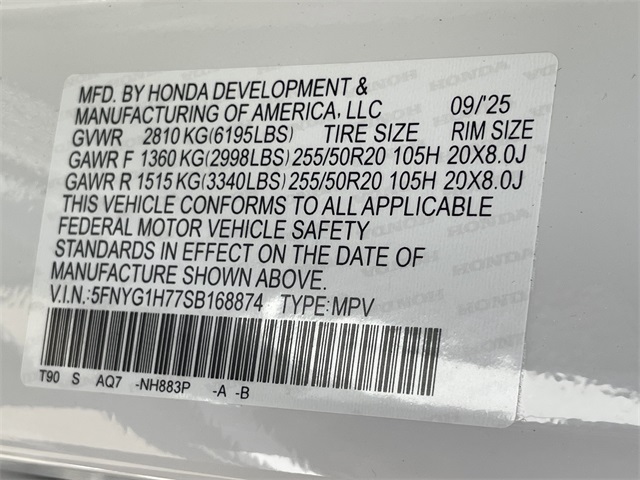 MFD. BY HONDA DEVELOPMENT &
MANUFACTURING OF AMERICA, LLC 09/'25
GVWR 2810 KG(6195LBS) TIRE SIZE RIM SIZE
GAWR F 1360 KG(2998LBS) 255/50R20 105H 20X8.0J
GAWR R 1515 KG(3340LBS) 255/50R20 105H 20X8.0J
THIS VEHICLE CONFORMS TO ALL APPLICABLE
FEDERAL MOTOR VEHICLE SAFETY
STANDARDS IN EFFECT ON THE DATE OF
MANUFACTURE SHOWN ABOVE.
V.I.N.:5FNYG1H77SB168874 TYPE:MPV
T90 S AQ7 -NH883P -A -B